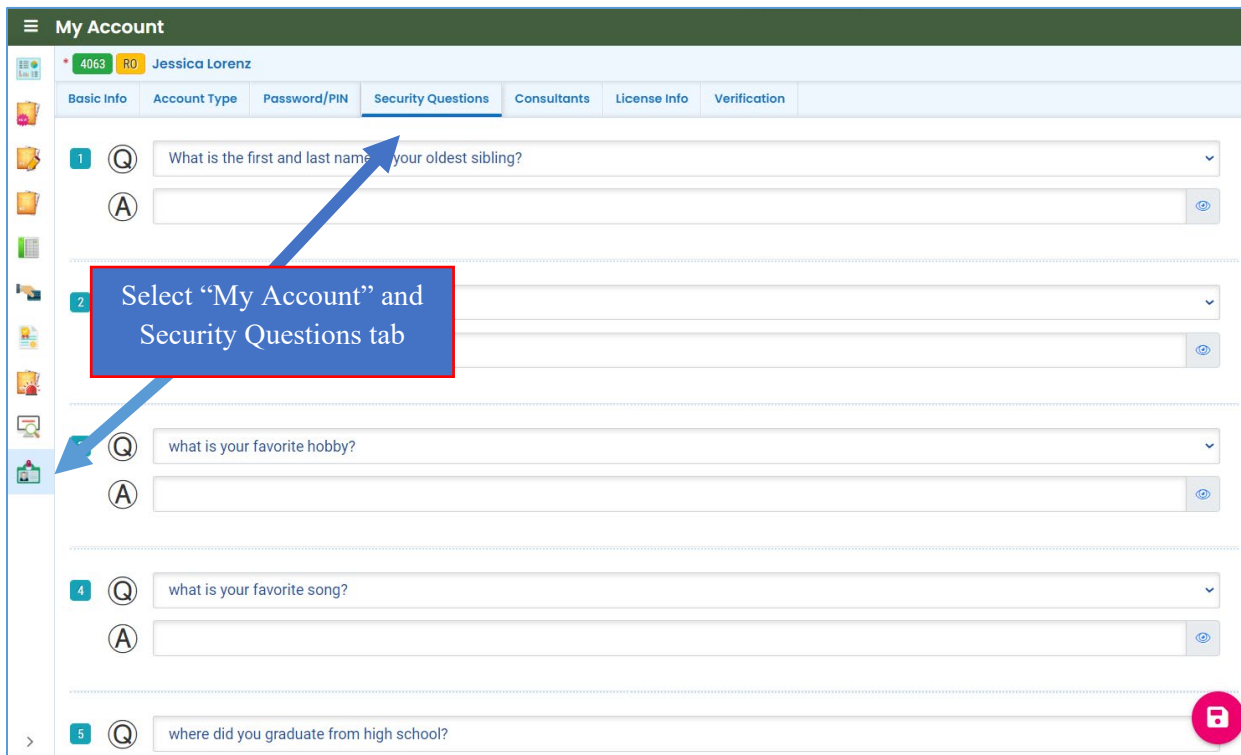 My Account
* 4063 RO Jessica Lorenz
Basic Info Account Type Password/PIN Security Questions Consultants License Info Verification
1 Q What is the first and last name your oldest sibling?
A
Select “My Account” and
2
Security Questions tab
Q what is your favorite hobby?
A
4 Q what is your favorite song?
A
5 Q where did you graduate from high school?